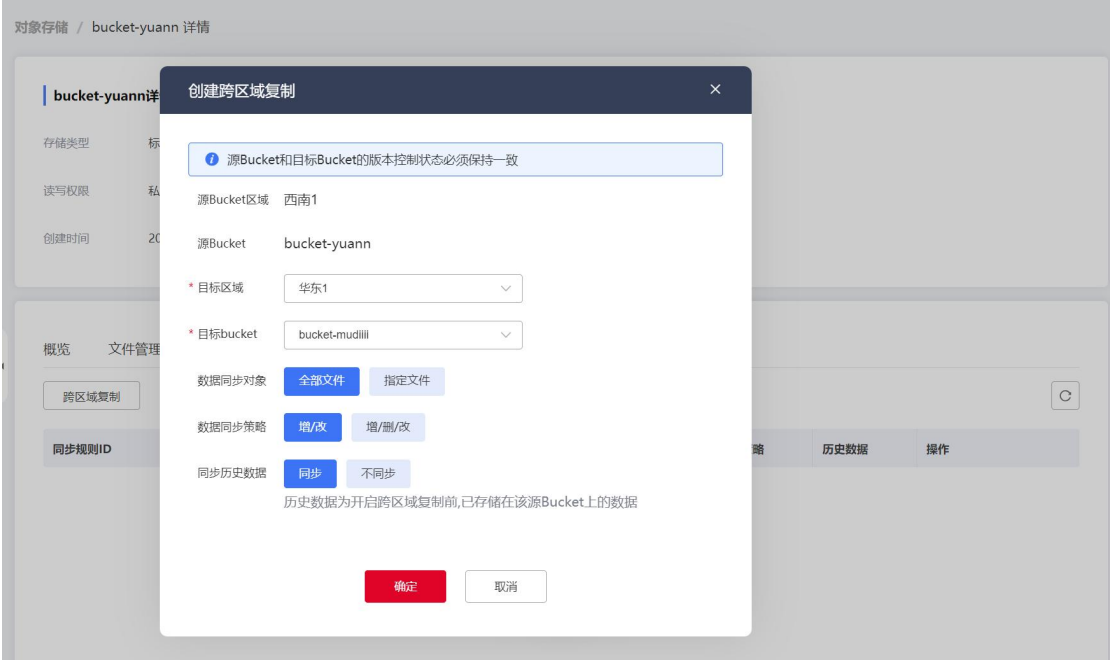 对象存储 / bucket-yuann 详情
bucket-yuann详
创建跨区域复制
存储类型 标
源Bucket和目标Bucket的版本控制状态必须保持一致
读写权限 私
源Bucket区域 西南1
创建时间 20
源Bucket bucket-yuann
* 目标区域 华东1
* 目标bucket bucket-mudiiii
概览 文件管理
数据同步对象 全部文件 指定文件
跨区域复制
数据同步策略 增/改 增/删/改
同步规则ID 略 历史数据 操作
同步历史数据 同步 不同步
历史数据为开启跨区域复制前,已存储在该源Bucket上的数据
确定 取消